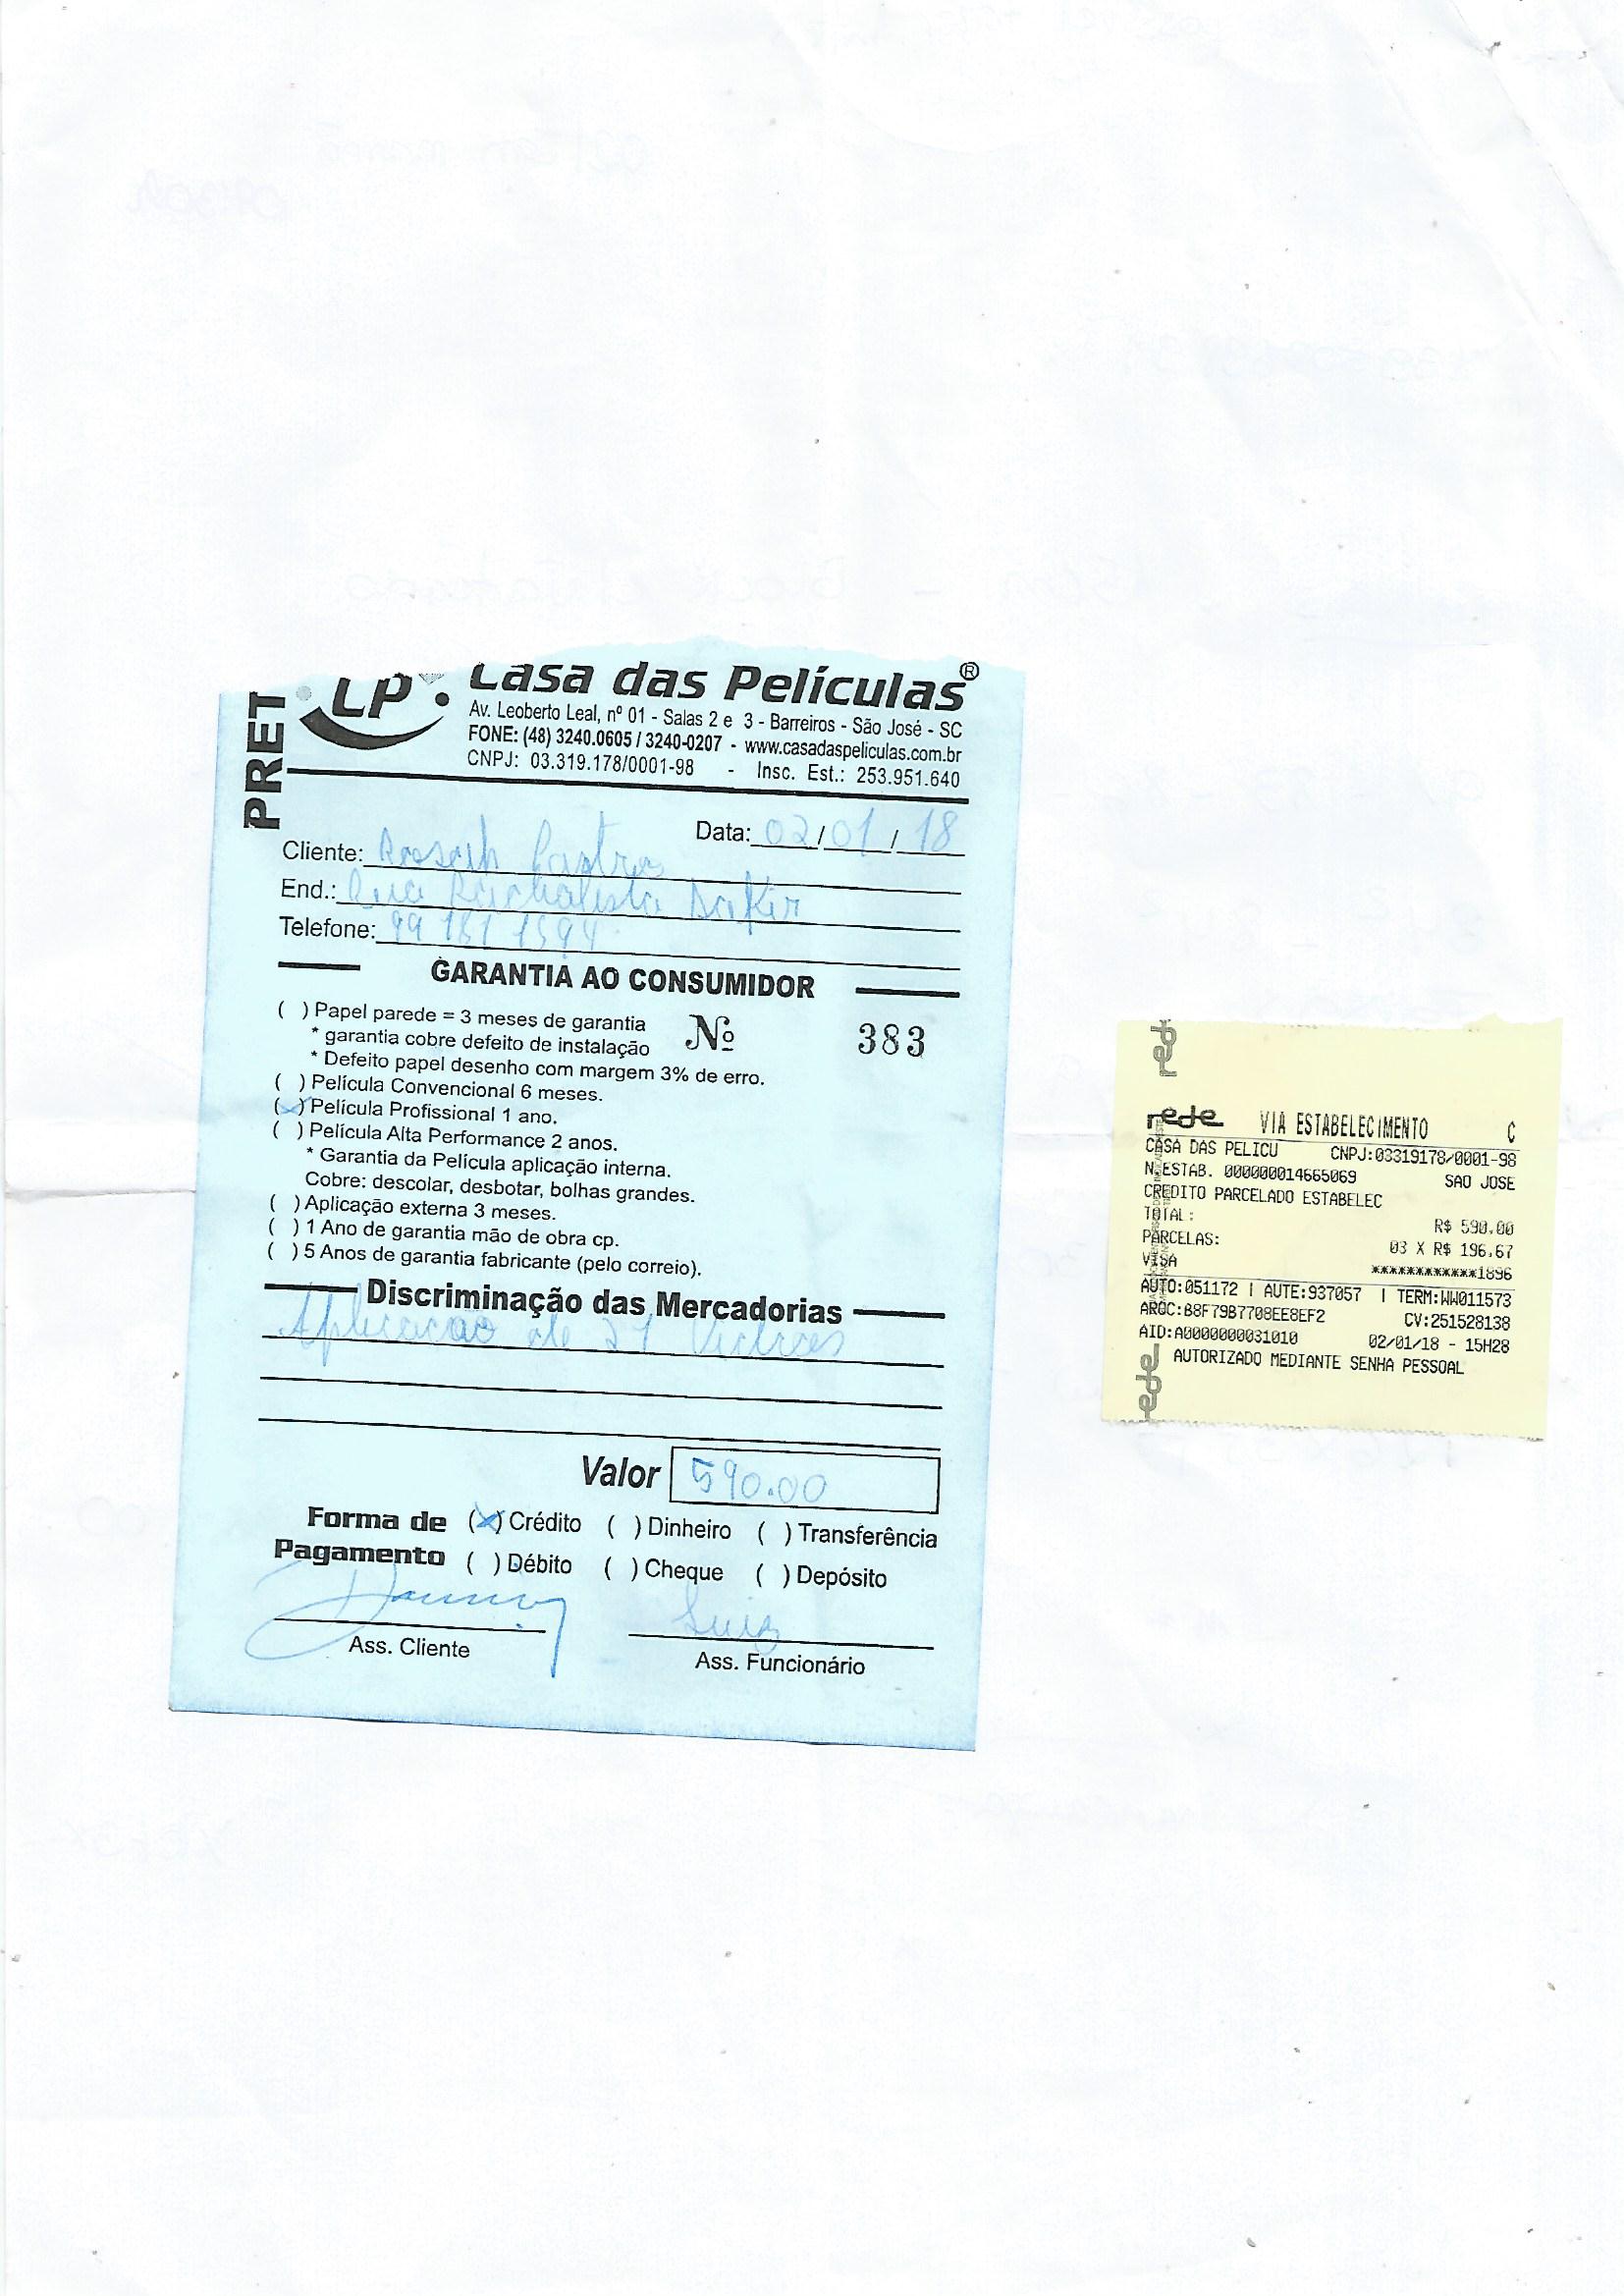 PRET
CP Casa das Películas®
Av. Leoberto Leal, nº 01 - Salas 2 e 3 - Barreiros - São José - SC
FONE: (48) 3240.0605 / 3240-0207 - www.casadaspeliculas.com.br
CNPJ: 03.319.178/0001-98 - Insc. Est.: 253.951.640
Data: 02/01/18
Cliente: Castro
End.: Rua
Telefone: 99 161 1594
GARANTIA AO CONSUMIDOR
( ) Papel parede = 3 meses de garantia
* garantia cobre defeito de instalação
Nº 383
* Defeito papel desenho com margem 3% de erro.
( ) Película Convencional 6 meses.
(x) Película Profissional 1 ano.
( ) Película Alta Performance 2 anos.
* Garantia da Película aplicação interna.
Cobre: descolar, desbotar, bolhas grandes.
( ) Aplicação externa 3 meses.
( ) 1 Ano de garantia mão de obra cp.
( ) 5 Anos de garantia fabricante (pelo correio).
Discriminação das Mercadorias
Aplicacao de Vidros
Valor 590.00
Forma de (x) Crédito ( ) Dinheiro ( ) Transferência
Pagamento ( ) Débito ( ) Cheque ( ) Depósito
Luiz
Ass. Cliente
Ass. Funcionário
rede VIA ESTABELECIMENTO C
CASA DAS PELICU CNPJ:03319178/0001-98
N.ESTAB. 000000014665069 SAO JOSE
CREDITO PARCELADO ESTABELEC
TOTAL: R$ 590.00
PARCELAS: 03 X R$ 196.67
VISA ************1896
AUTO:051172 | AUTE:937057 | TERM:WW011573
ARQC:B8F79B7708EE8EF2 CV:251528138
AID:A0000000031010 02/01/18 - 15H28
AUTORIZADO MEDIANTE SENHA PESSOAL